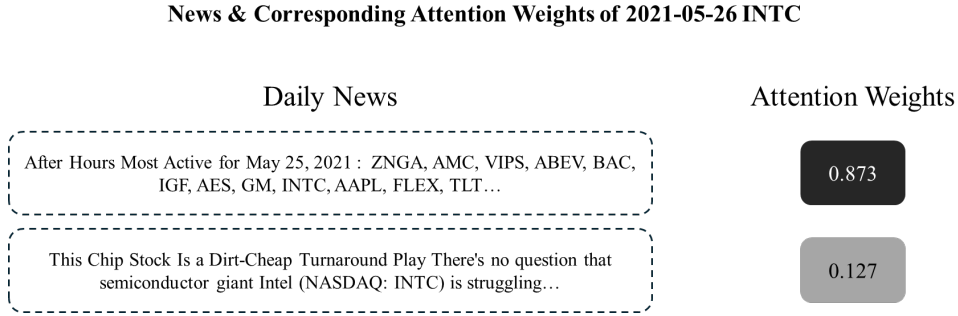 News & Corresponding Attention Weights of 2021-05-26 INTC
Daily News
Attention Weights
After Hours Most Active for May 25, 2021 : ZNGA, AMC, VIPS, ABEV, BAC,
IGF, AES, GM, INTC, AAPL, FLEX, TLT…
0.873
This Chip Stock Is a Dirt-Cheap Turnaround Play There's no question that
semiconductor giant Intel (NASDAQ: INTC) is struggling…
0.127